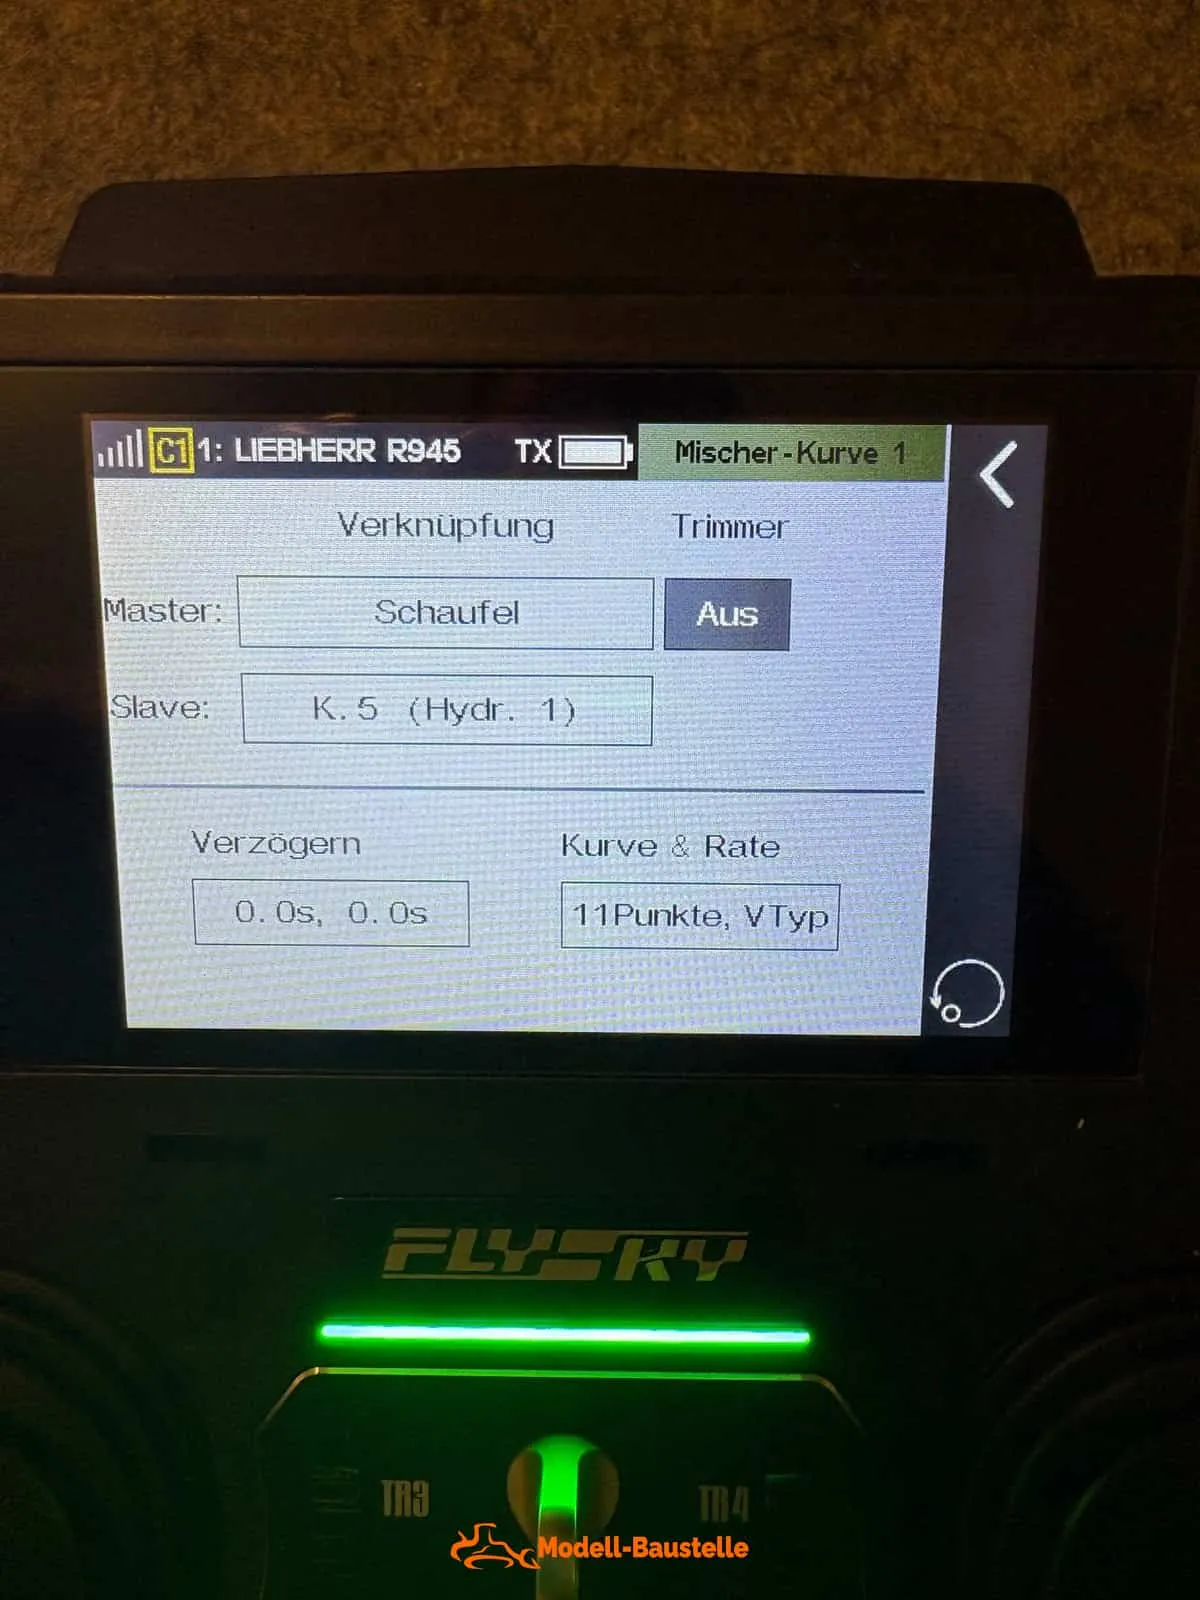 C1 1: LIEBHERR R945 TX Mischer-Kurve 1
Verknüpfung Trimmer
Master: Schaufel Aus
Slave: K.5 (Hydr. 1)
Verzögern Kurve & Rate
0.0s, 0.0s 11Punkte, VTyp
FLYSKY
TR3 TR4
Modell-Baustelle